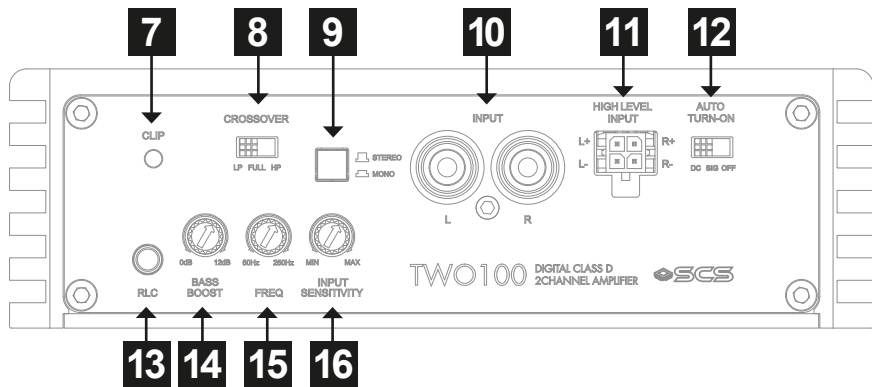 7 8 9 10 11 12
CLIP
CROSSOVER
LP FULL HP
STEREO
MONO
INPUT
L R
HIGH LEVEL
INPUT
L+ R+
L- R-
AUTO
TURN-ON
DC SIG OFF
RLC
0dB 12dB
BASS
BOOST
50Hz 250Hz
FREQ
MIN MAX
INPUT
SENSITIVITY
TWO100
DIGITAL CLASS D
2CHANNEL AMPLIFIER
SCS
13 14 15 16